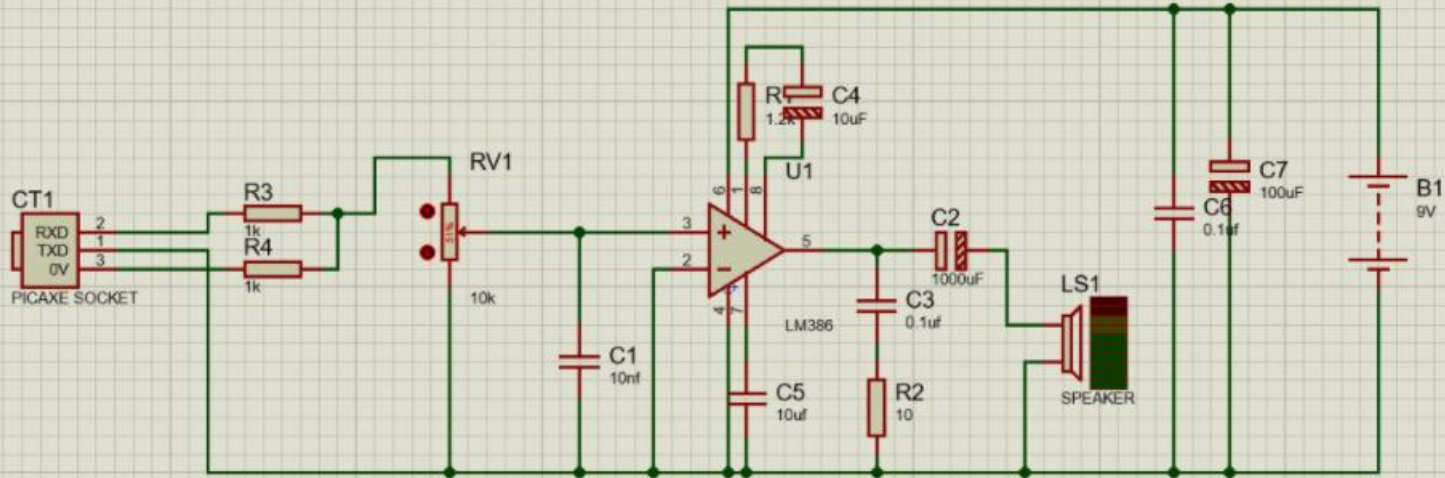 CT1
RXD
TXD
0V
2
1
3
PICAXE SOCKET
R3
1k
R4
1k
RV1
51%
10k
C1
10nf
R1
1.2k
C4
10uF
U1
6
1
8
3
2
5
4
7
LM386
C5
10uf
C2
1000uF
C3
0.1uf
R2
10
LS1
SPEAKER
C6
0.1uf
C7
100uF
B1
9V